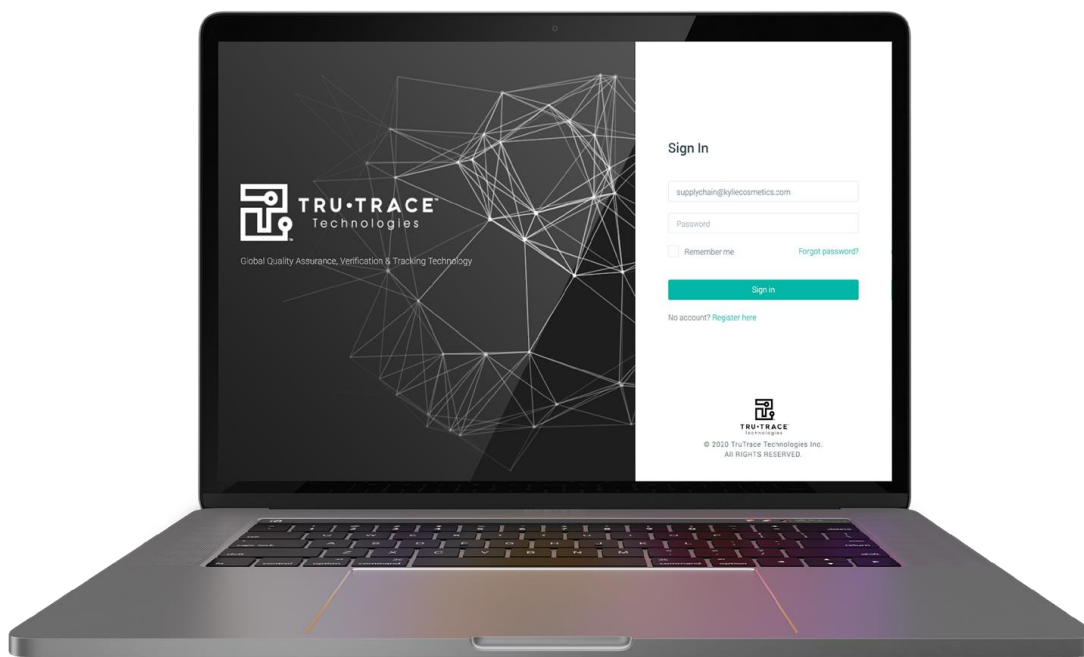 TRU•TRACE™
Technologies
Global Quality Assurance, Verification & Tracking Technology
Sign In
supplychain@kyliecosmetics.com
Password
Remember me
Forgot password?
Sign in
No account? Register here
TRU•TRACE
Technologies
© 2020 TruTrace Technologies Inc.
All RIGHTS RESERVED.